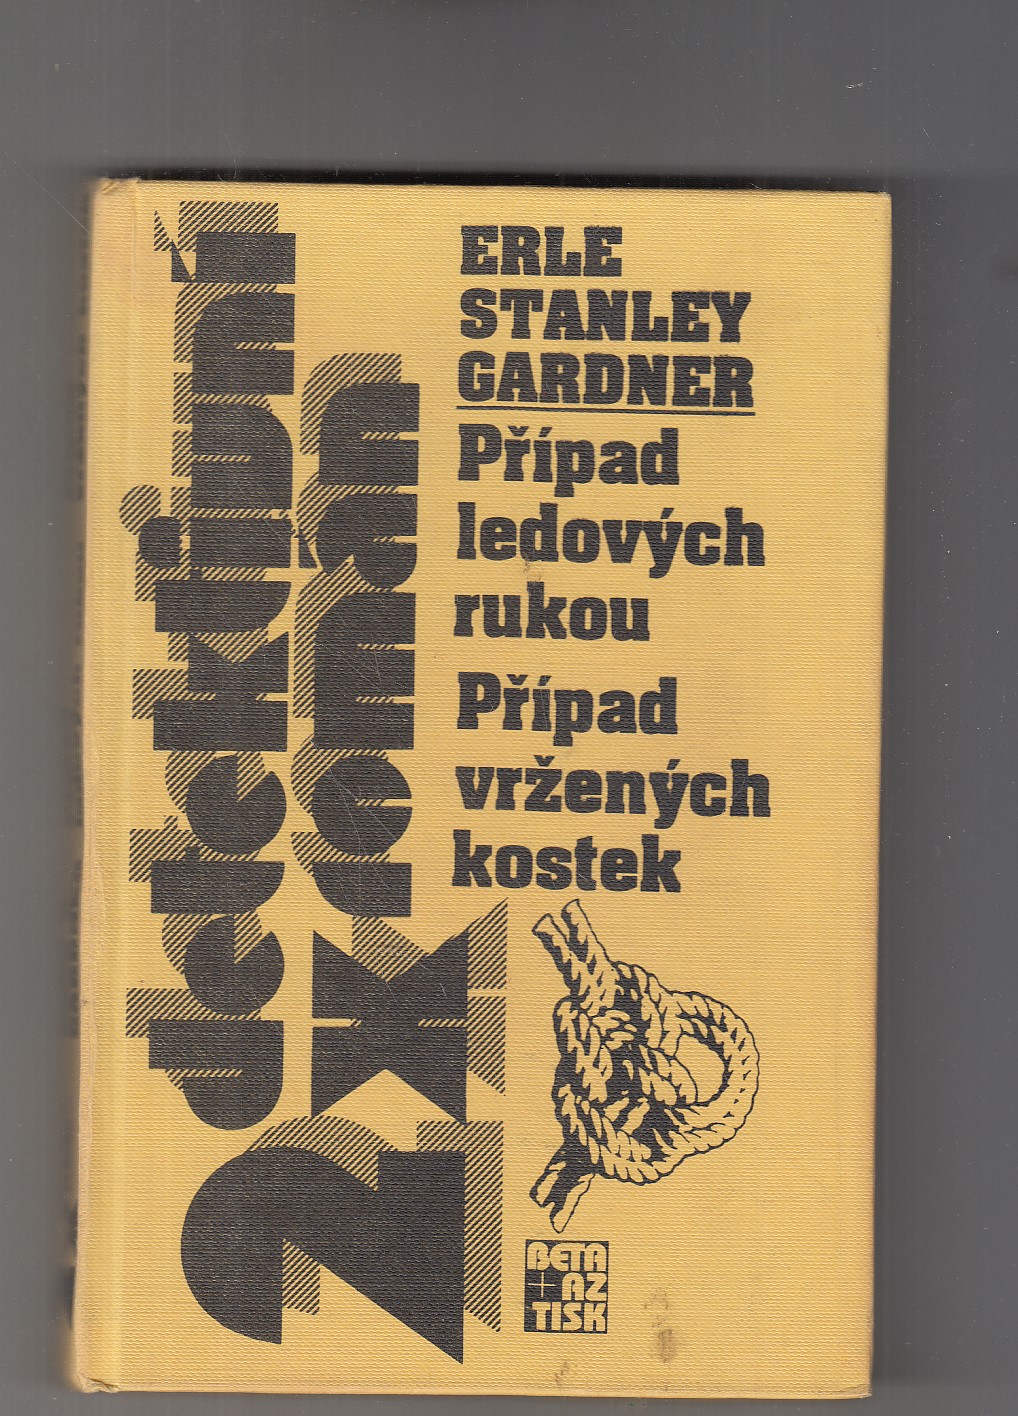 2x
detektivní
román
ERLE
STANLEY
GARDNER
Případ
ledových
rukou
Případ
vržených
kostek
BETA
+ AZ
TISK